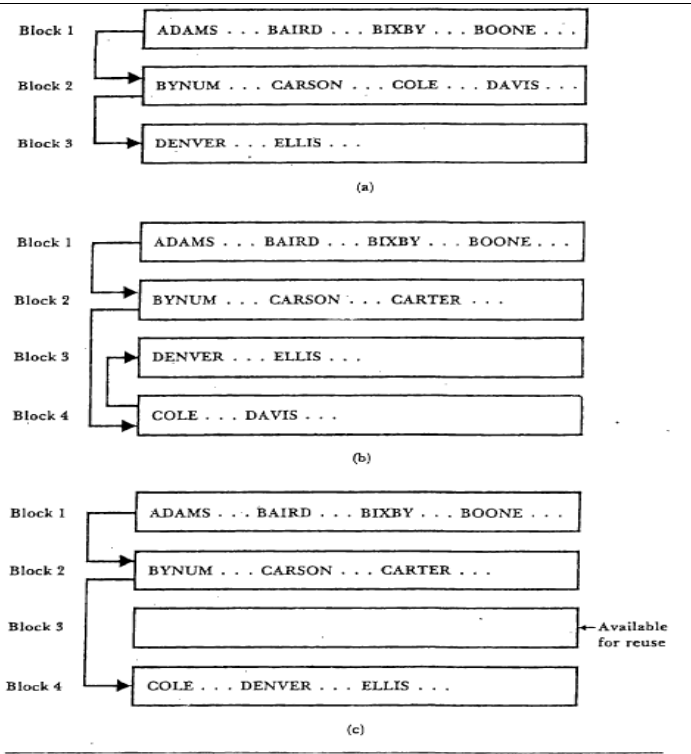 Block 1 ADAMS . . . BAIRD . . . BIXBY . . . BOONE . . .
Block 2 BYNUM . . . CARSON . . . COLE . . . DAVIS . . .
Block 3 DENVER . . . ELLIS . . .
(a)
Block 1 ADAMS . . . BAIRD . . . BIXBY . . . BOONE . . .
Block 2 BYNUM . . . CARSON . . . CARTER . . .
Block 3 DENVER . . . ELLIS . . .
Block 4 COLE . . . DAVIS . . .
(b)
Block 1 ADAMS . . . BAIRD . . . BIXBY . . . BOONE . . .
Block 2 BYNUM . . . CARSON . . . CARTER . . .
Block 3 Available
for reuse
Block 4 COLE . . . DENVER . . . ELLIS . . .
(c)